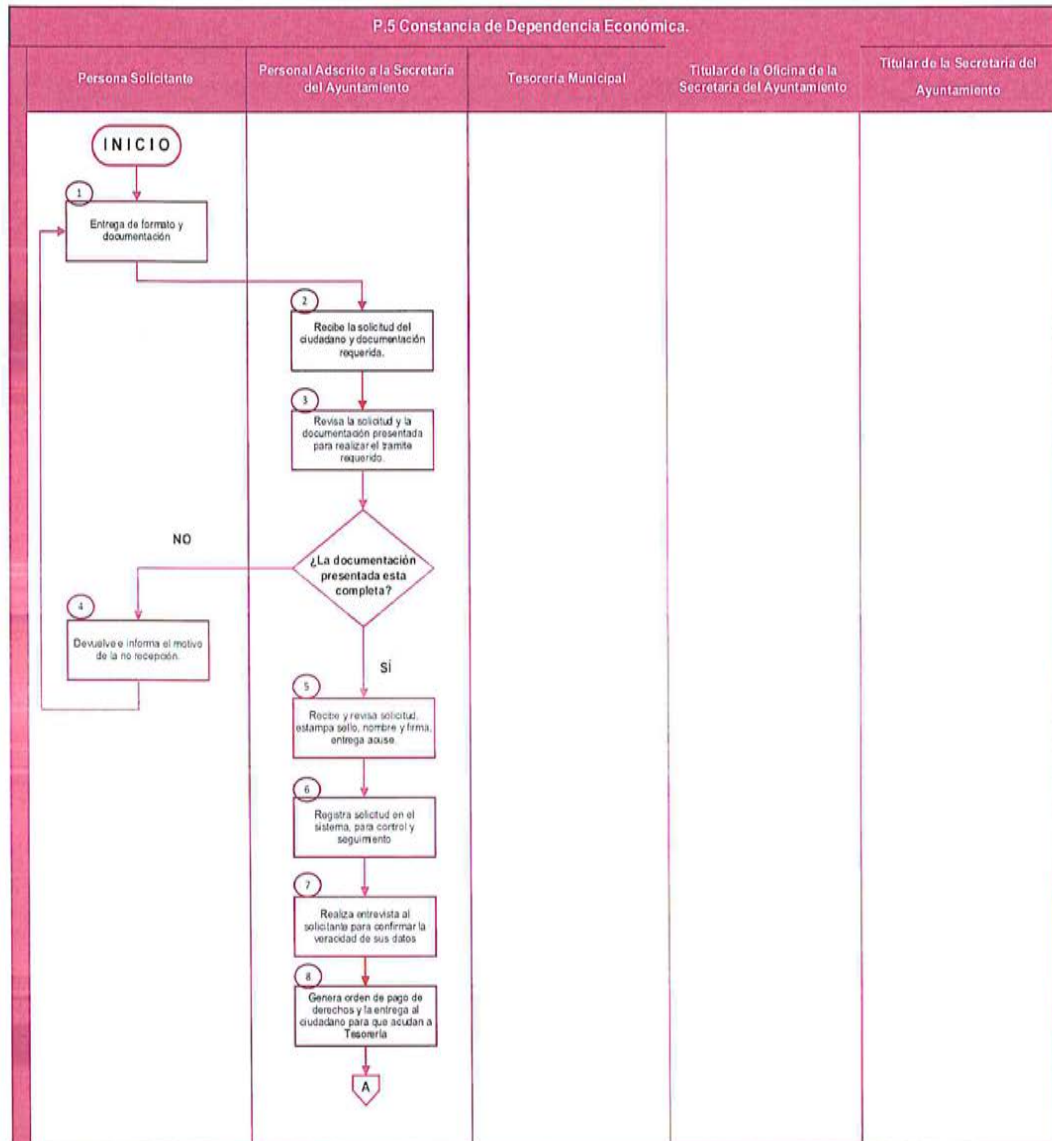 P.5 Constancia de Dependencia Económica.
Persona Solicitante
Personal Adscrito a la Secretaría
del Ayuntamiento
Tesorería Municipal
Titular de la Oficina de la
Secretaría del Ayuntamiento
Titular de la Secretaría del
Ayuntamiento
INICIO
1
Entrega de formato y
documentación
2
Recibe la solicitud del
ciudadano y documentación
requerida.
3
Revisa la solicitud y la
documentación presentada
para realizar el tramite
requerido.
¿La documentación
presentada esta
completa?
NO
4
Devuelve e informa el motivo
de la no recepción.
SÍ
5
Recibe y revisa solicitud,
estampa sello, nombre y firma,
entrega acuse.
6
Registra solicitud en el
sistema, para control y
seguimiento
7
Realiza entrevista al
solicitante para confirmar la
veracidad de sus datos
8
Genera orden de pago de
derechos y la entrega al
ciudadano para que acudan a
Tesorería
A